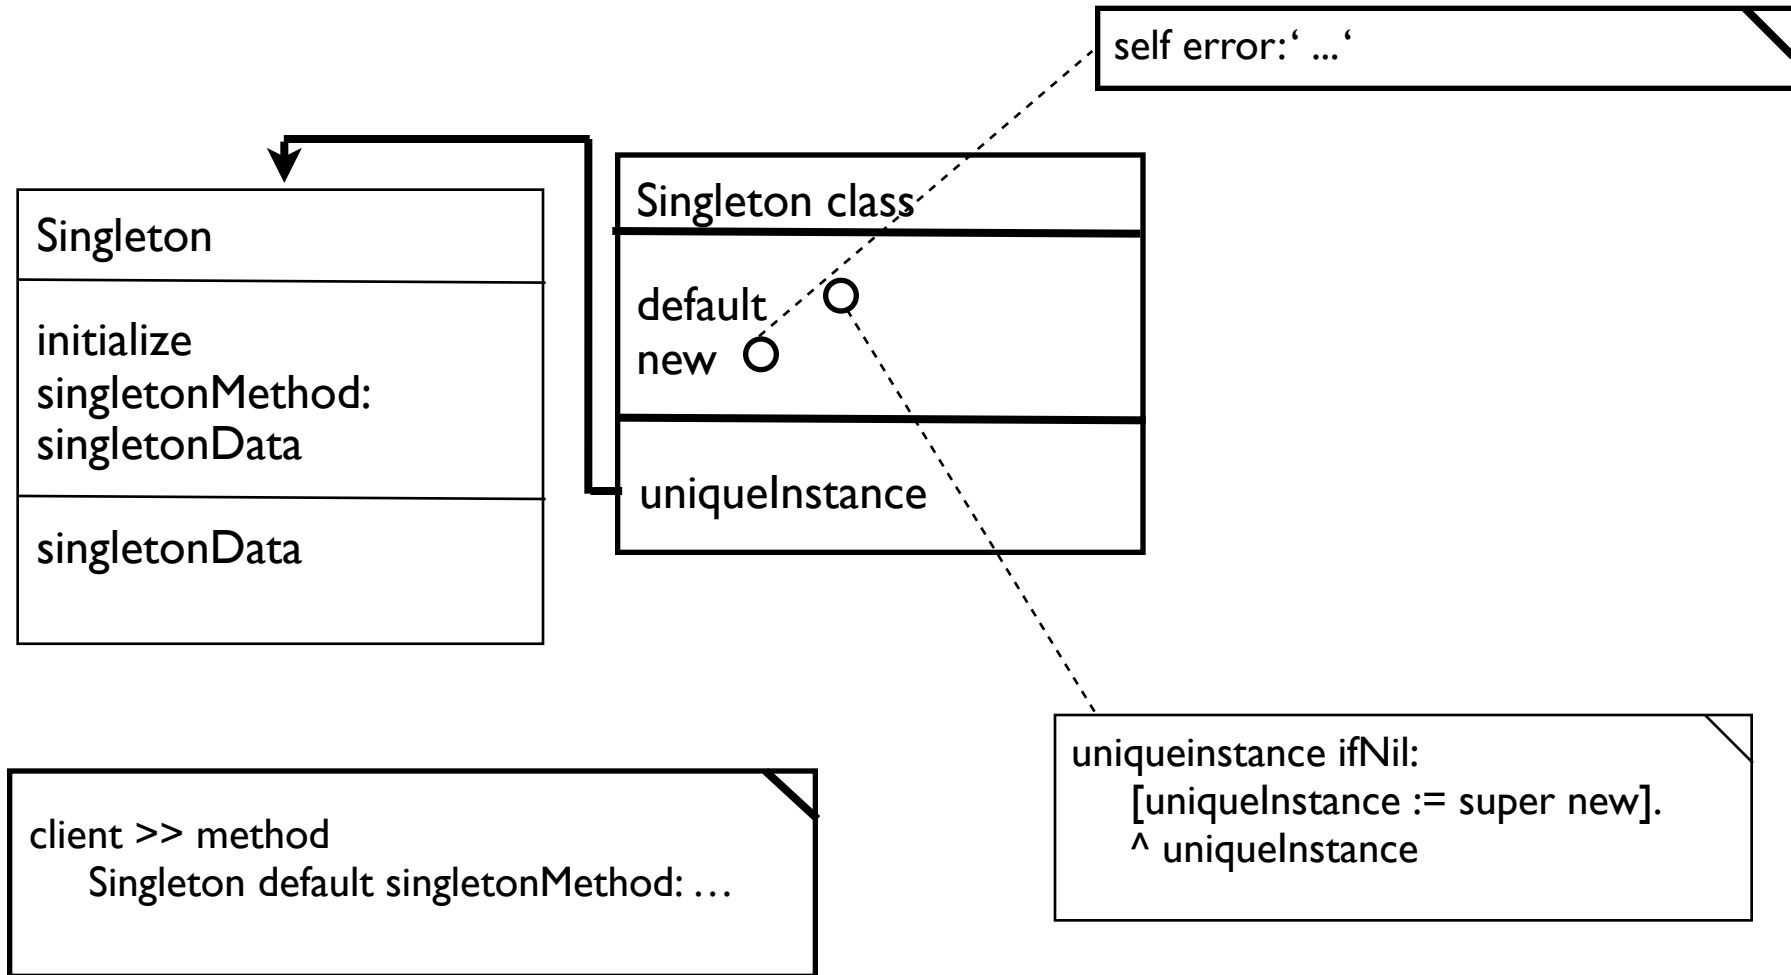 self error:‘ ...‘
Singleton
initialize
singletonMethod:
singletonData
singletonData
Singleton class
default
new
uniqueInstance
uniqueinstance ifNil:
[uniqueInstance := super new].
^ uniqueInstance
client >> method
Singleton default singletonMethod: …